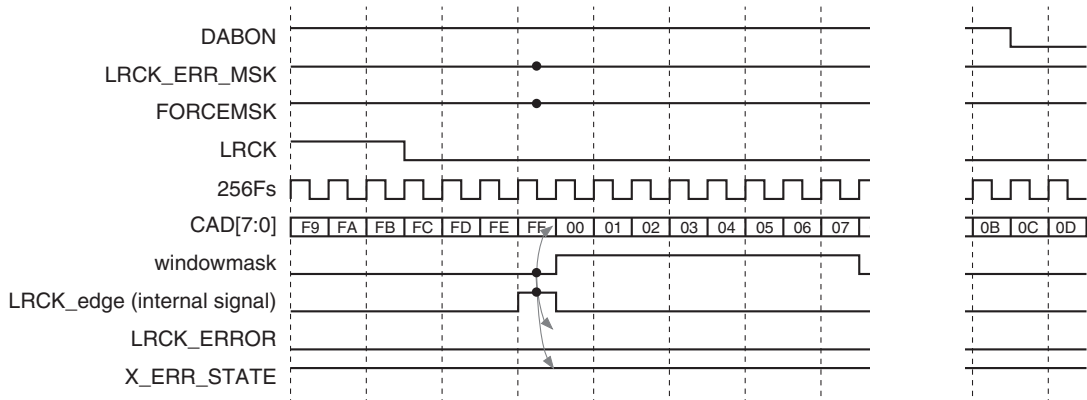 DABON
LRCK_ERR_MSK
FORCEMSK
LRCK
256Fs
CAD[7:0] F9 FA FB FC FD FE FF 00 01 02 03 04 05 06 07 0B 0C 0D
windowmask
LRCK_edge (internal signal)
LRCK_ERROR
X_ERR_STATE